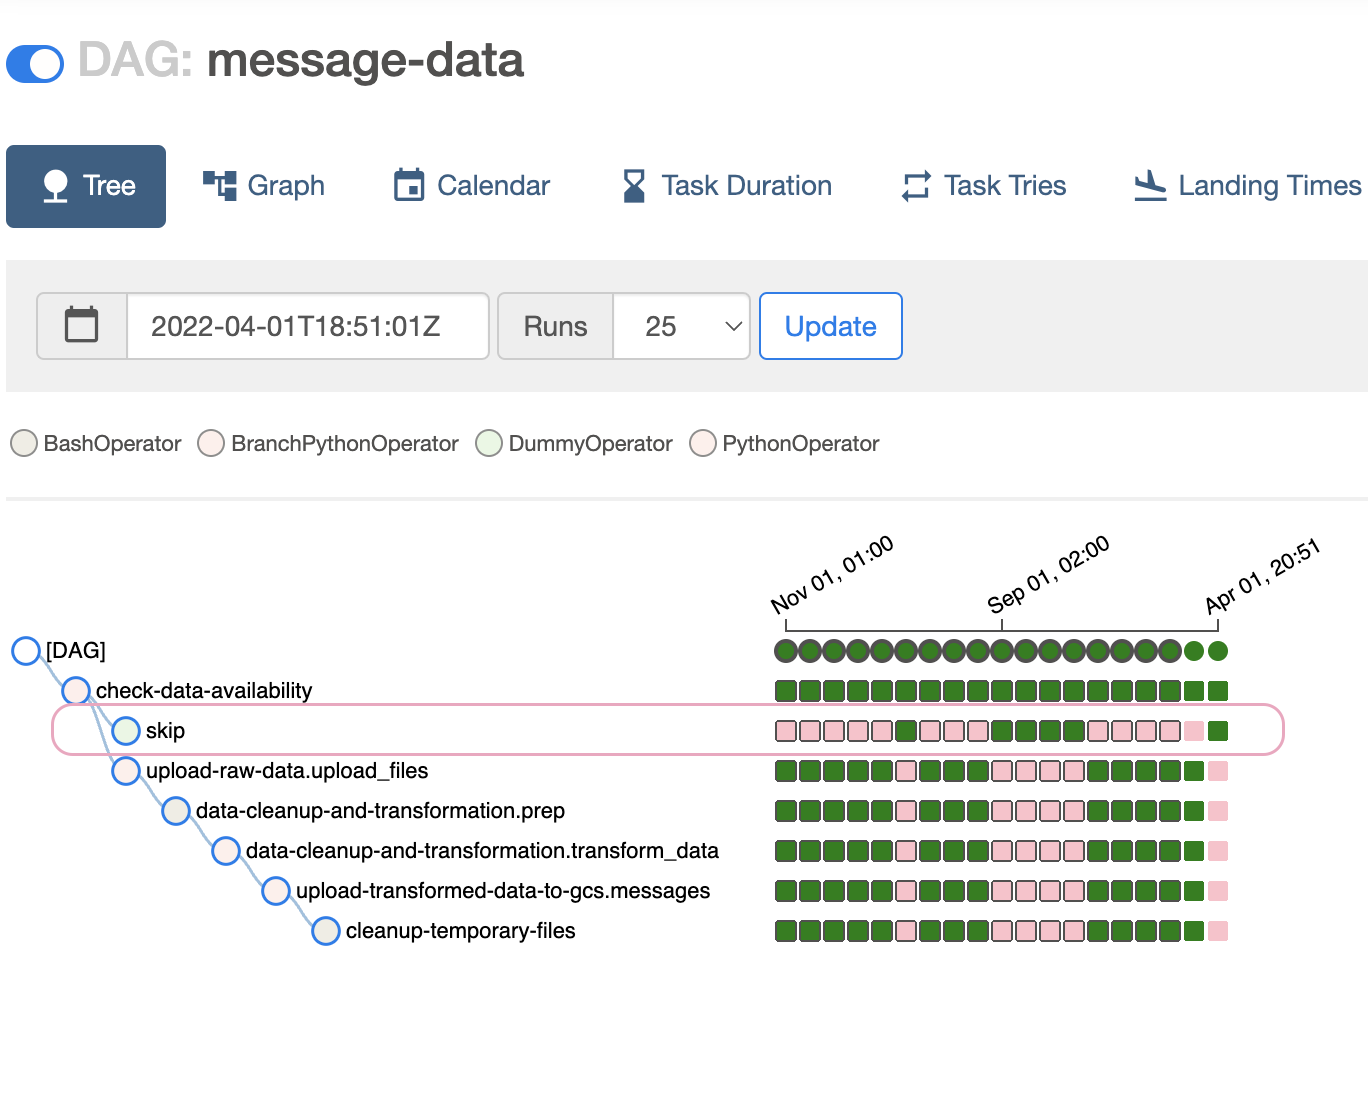 DAG: message-data
Tree Graph Calendar Task Duration Task Tries Landing Times
2022-04-01T18:51:01Z Runs 25 Update
BashOperator BranchPythonOperator DummyOperator PythonOperator
Nov 01, 01:00 Sep 01, 02:00 Apr 01, 20:51
[DAG]
check-data-availability
skip
upload-raw-data.upload_files
data-cleanup-and-transformation.prep
data-cleanup-and-transformation.transform_data
upload-transformed-data-to-gcs.messages
cleanup-temporary-files